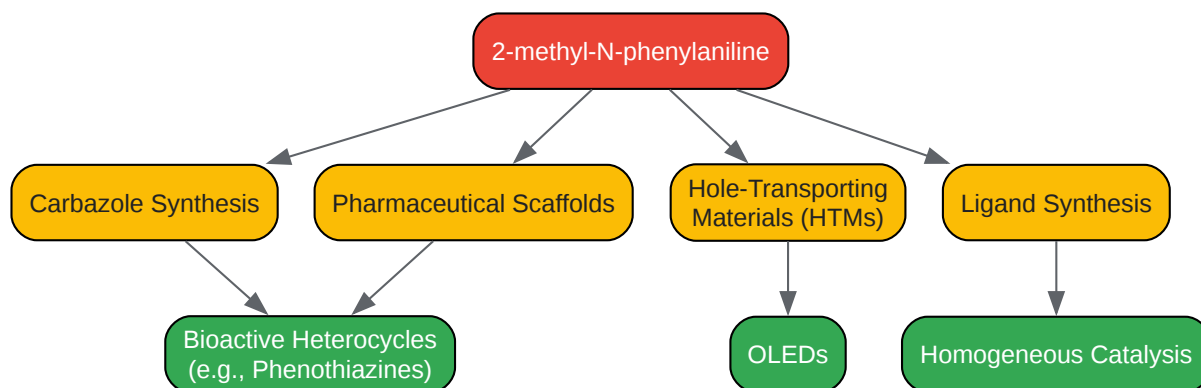 2-methyl-N-phenylaniline
Carbazole Synthesis
Pharmaceutical Scaffolds
Hole-Transporting
Materials (HTMs)
Ligand Synthesis
Bioactive Heterocycles
(e.g., Phenothiazines)
OLEDs
Homogeneous Catalysis